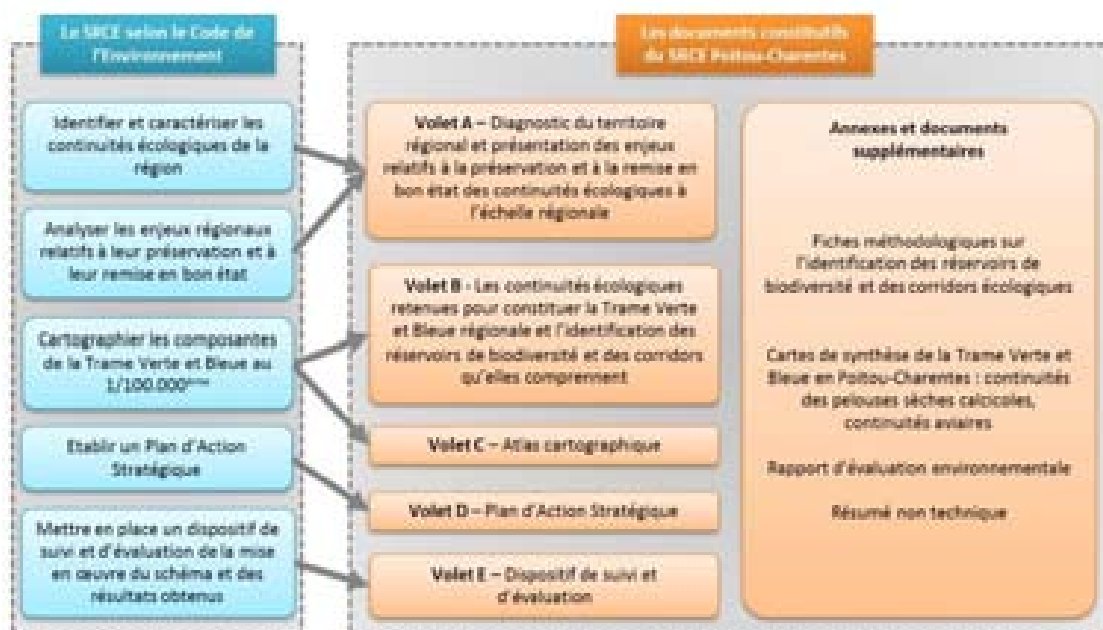 Le SRCE selon le Code de
l'Environnement
Identifier et caractériser les
continuités écologiques de la
région
Analyser les enjeux régionaux
relatifs à leur préservation et à
leur remise en bon état
Cartographier les composantes
de la Trame Verte et Bleue au
1/100.000ème
Etablir un Plan d'Action
Stratégique
Mettre en place un dispositif de
suivi et d'évaluation de la mise
en œuvre du schéma et des
résultats obtenus
Les documents constitutifs
du SRCE Poitou-Charentes
Volet A – Diagnostic du territoire
régional et présentation des enjeux
relatifs à la préservation et à la remise en
bon état des continuités écologiques à
l'échelle régionale
Volet B - Les continuités écologiques
retenues pour constituer la Trame Verte
et Bleue régionale et l'identification des
réservoirs de biodiversité et des corridors
qu'elles comprennent
Volet C – Atlas cartographique
Volet D – Plan d'Action Stratégique
Volet E – Dispositif de suivi et
d'évaluation
Annexes et documents
supplémentaires
Fiches méthodologiques sur
l'identification des réservoirs de
biodiversité et des corridors écologiques
Cartes de synthèse de la Trame Verte et
Bleue en Poitou-Charentes : continuités
des pelouses sèches calcicoles,
continuités aviaires
Rapport d'évaluation environnementale
Résumé non technique